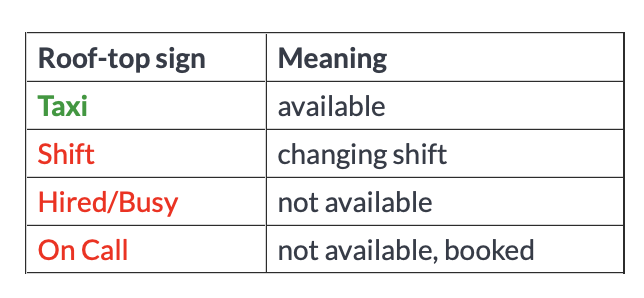 Roof-top sign Meaning
Taxi available
Shift changing shift
Hired/Busy not available
On Call not available, booked